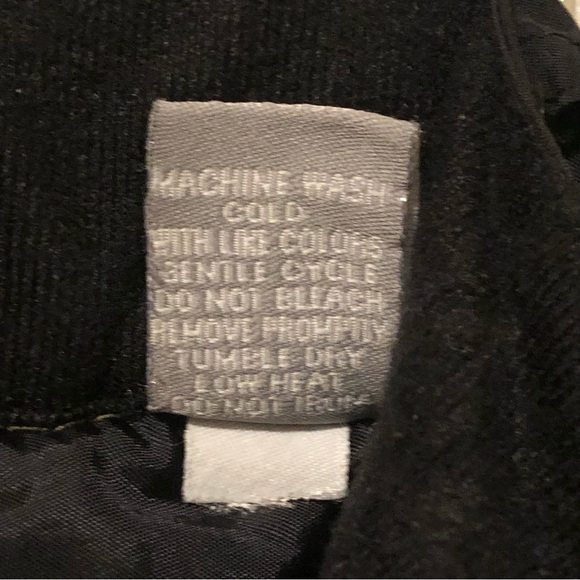 MACHINE WASH
COLD
WITH LIKE COLORS
GENTLE CYCLE
DO NOT BLEACH
REMOVE PROMPTLY
TUMBLE DRY
LOW HEAT
DO NOT IRON